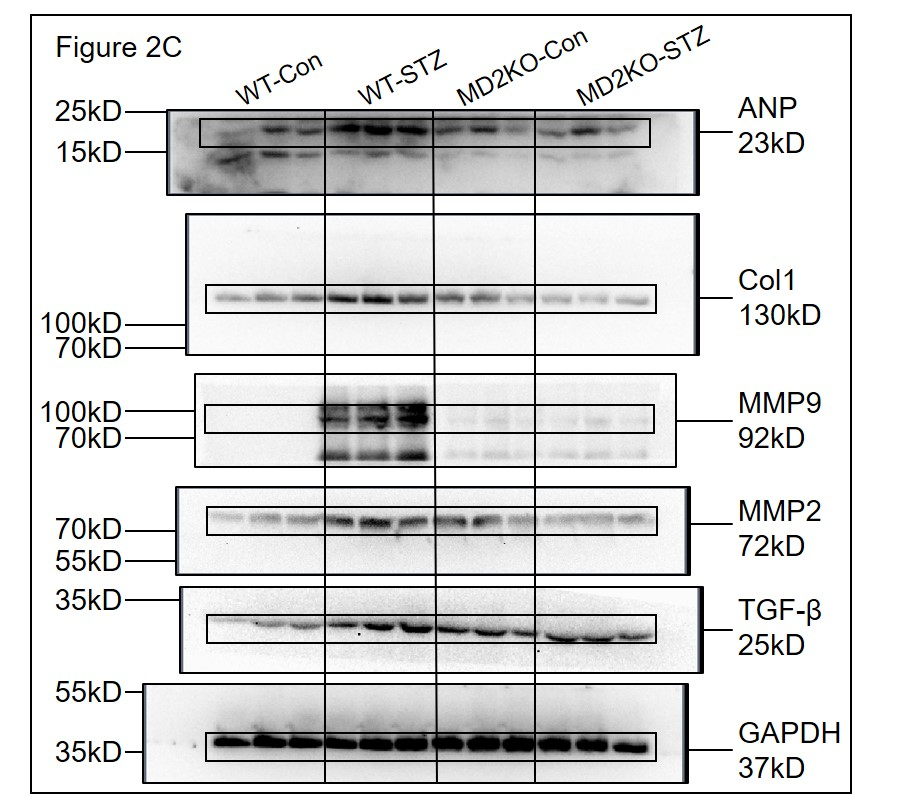 Figure 2C
WT-Con
WT-STZ
MD2KO-Con
MD2KO-STZ
25kD
15kD
ANP
23kD
100kD
70kD
Col1
130kD
100kD
70kD
MMP9
92kD
70kD
55kD
MMP2
72kD
35kD
TGF-β
25kD
55kD
35kD
GAPDH
37kD